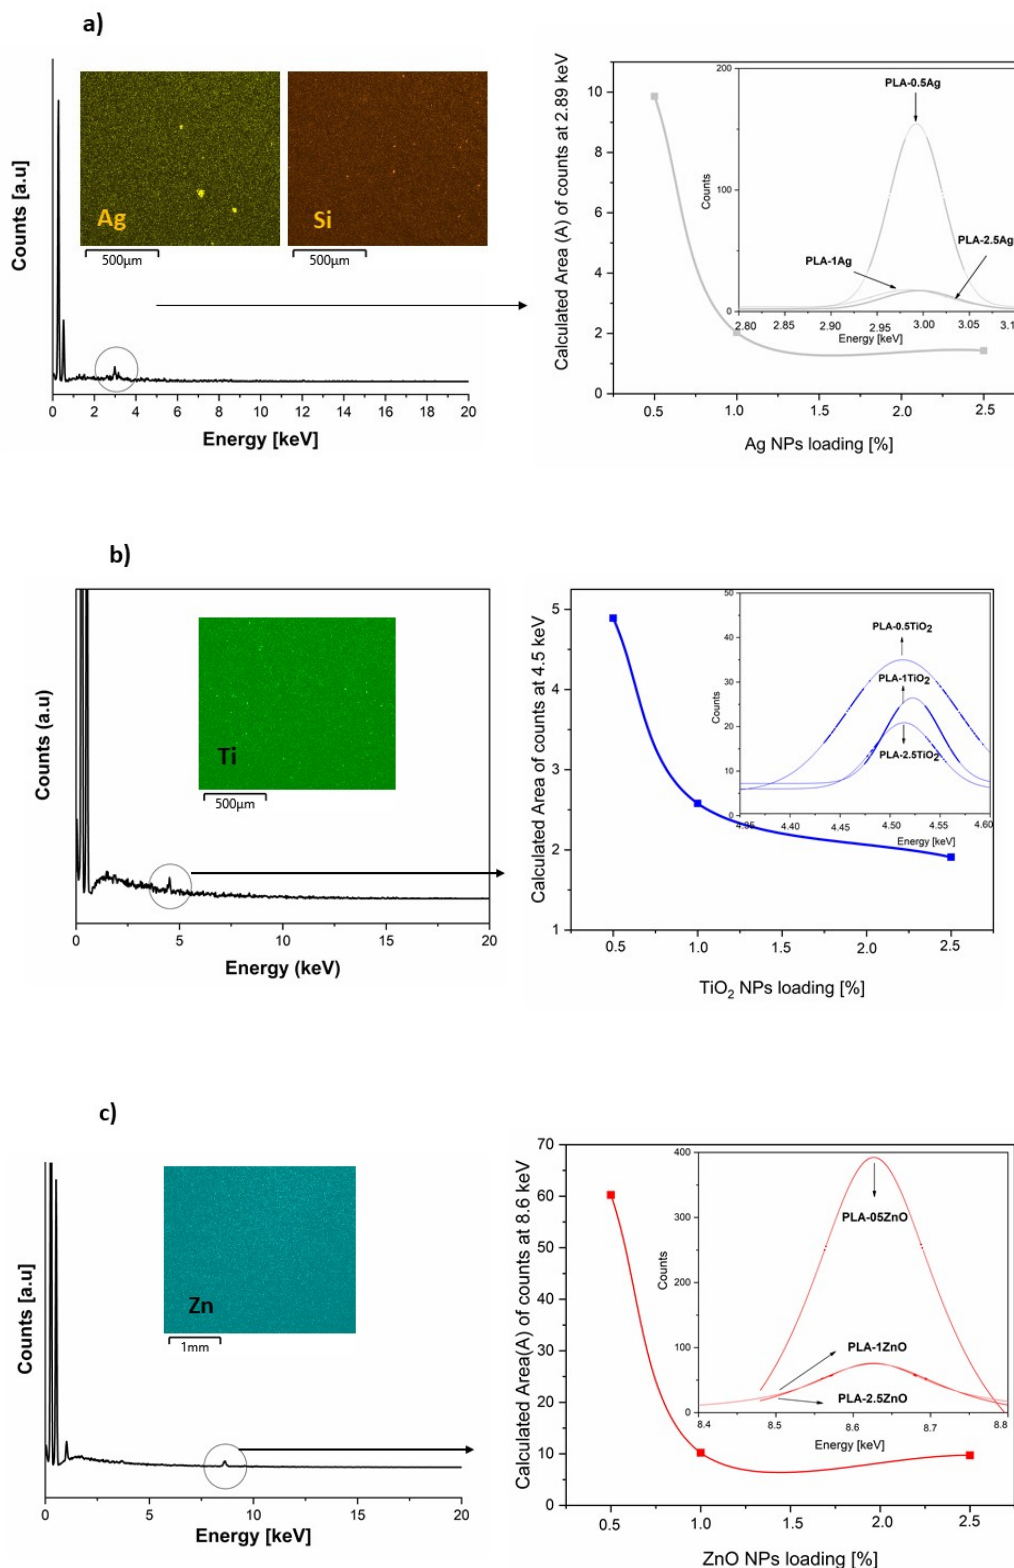 a)
Counts [a.u]
Ag
500µm
Si
500µm
0 2 4 6 8 10 12 14 16 18 20
Energy [keV]
Calculated Area (A) of counts at 2.89 keV
10
8
6
4
2
0
0.5 1.0 1.5 2.0 2.5
Ag NPs loading [%]
200
100
0
Counts
PLA-0.5Ag
PLA-2.5Ag
PLA-1Ag
2.80 2.85 2.90 2.95 3.00 3.05 3.10
Energy [keV]
b)
Counts (a.u)
Ti
500µm
0 5 10 15 20
Energy (keV)
Calculated Area of counts at 4.5 keV
5
4
3
2
1
0.5 1.0 1.5 2.0 2.5
TiO2 NPs loading [%]
50
40
30
20
10
0
Counts
PLA-0.5TiO2
PLA-1TiO2
PLA-2.5TiO2
4.35 4.40 4.45 4.50 4.55 4.60
Energy [keV]
c)
Counts [a.u]
Zn
1mm
0 5 10 15 20
Energy [keV]
Calculated Area(A) of counts at 8.6 keV
70
60
50
40
30
20
10
0
0.5 1.0 1.5 2.0 2.5
ZnO NPs loading [%]
400
300
200
100
0
Counts
PLA-05ZnO
PLA-1ZnO
PLA-2.5ZnO
8.4 8.5 8.6 8.7 8.8
Energy [keV]